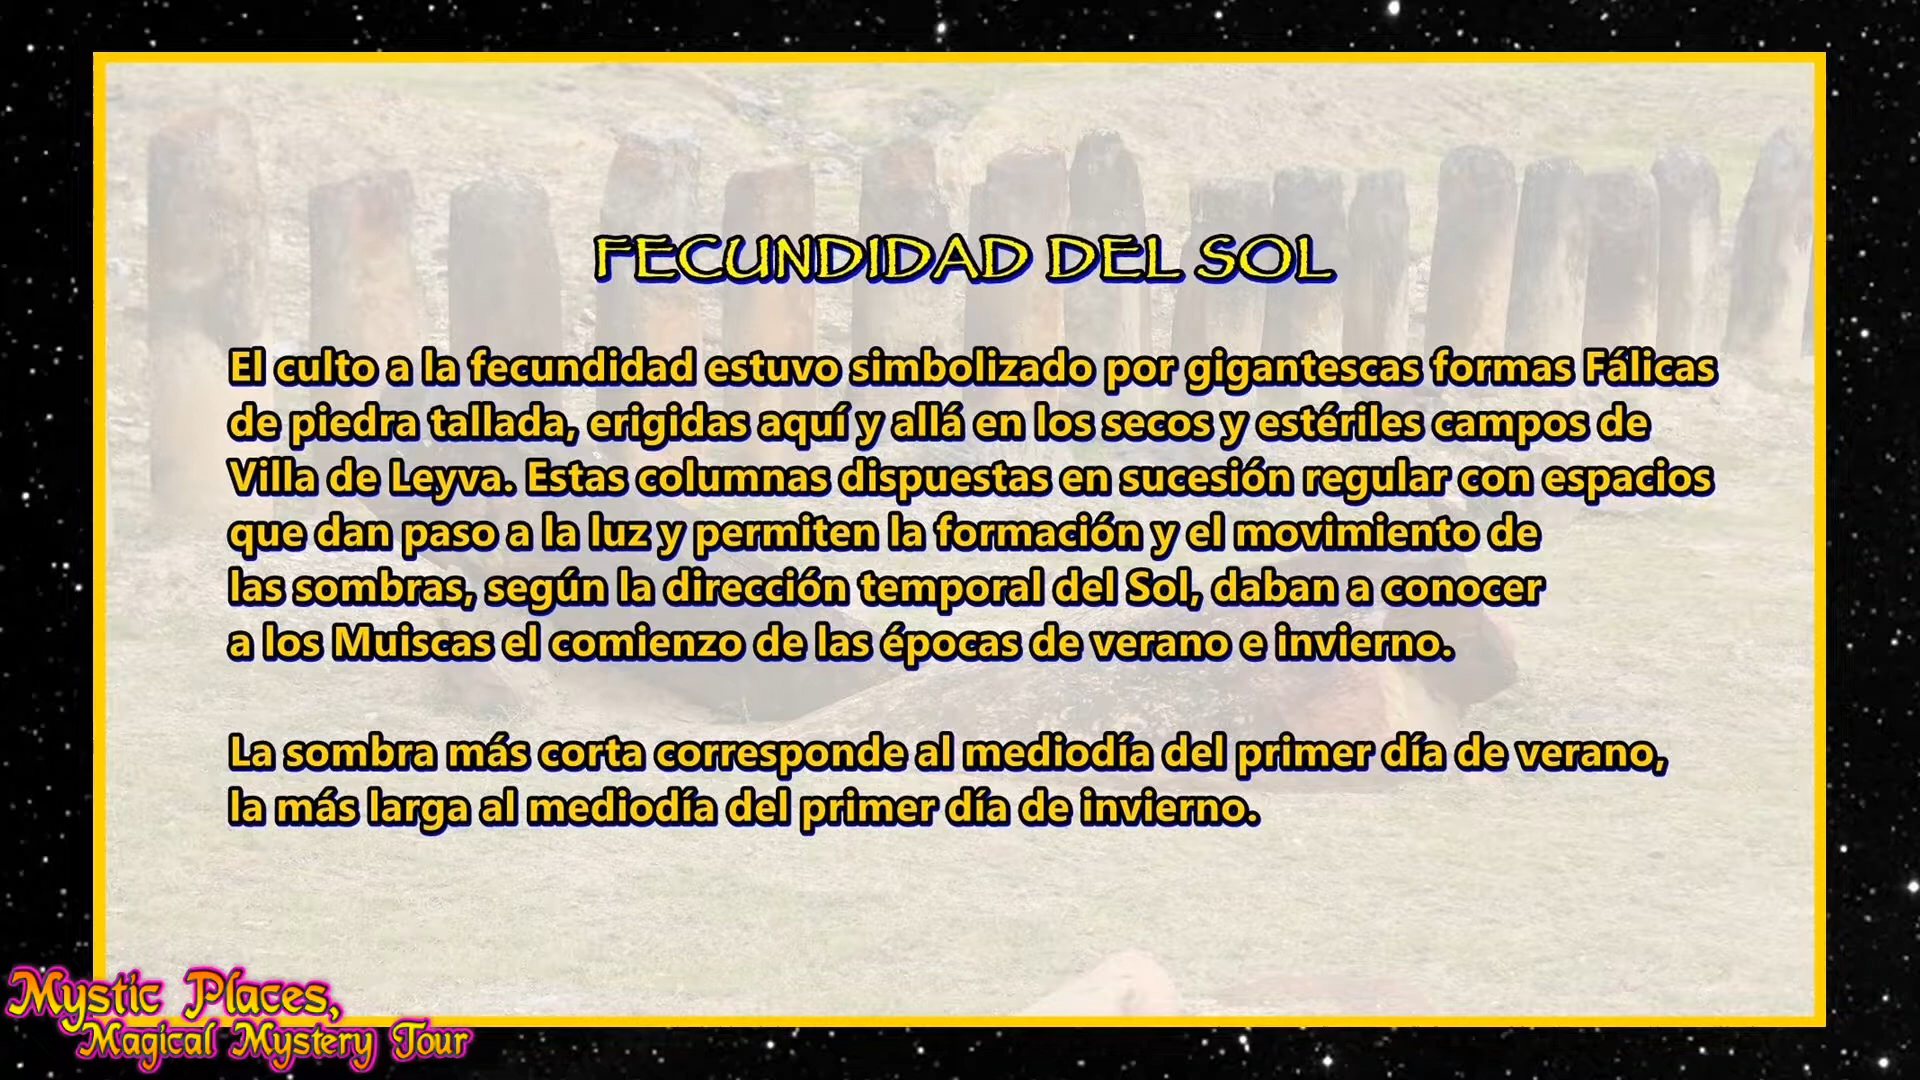 FECUNDIDAD DEL SOL
El culto a la fecundidad estuvo simbolizado por gigantescas formas Fálicas
de piedra tallada, erigidas aquí y allá en los secos y estériles campos de
Villa de Leyva. Estas columnas dispuestas en sucesión regular con espacios
que dan paso a la luz y permiten la formación y el movimiento de
las sombras, según la dirección temporal del Sol, daban a conocer
a los Muiscas el comienzo de las épocas de verano e invierno.
La sombra más corta corresponde al mediodía del primer día de verano,
la más larga al mediodía del primer día de invierno.
Mystic Places,
Magical Mystery Tour